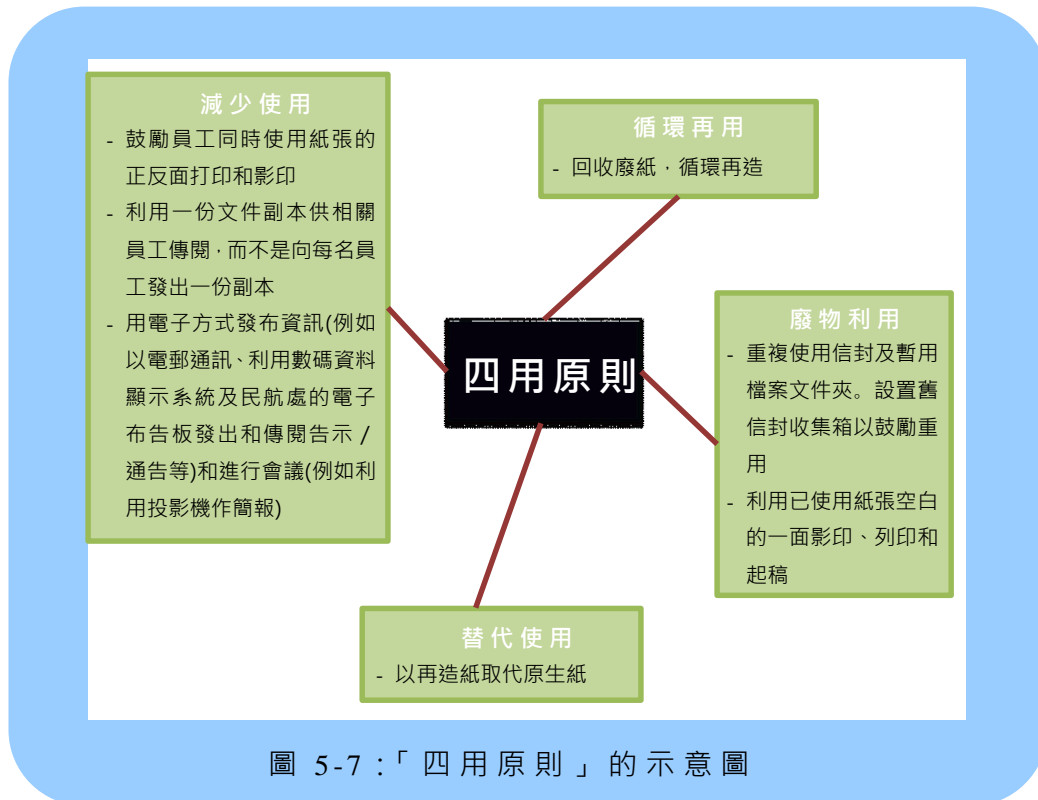 減少使用
- 鼓勵員工同時使用紙張的
正反面打印和影印
- 利用一份文件副本供相關
員工傳閱，而不是向每名員
工發出一份副本
- 用電子方式發布資訊(例如
以電郵通訊、利用數碼資料
顯示系統及民航處的電子
布告板發出和傳閱告示 /
通告等)和進行會議(例如利
用投影機作簡報)
循環再用
- 回收廢紙，循環再造
四用原則
廢物利用
- 重複使用信封及暫用
檔案文件夾。設置舊
信封收集箱以鼓勵重
用
- 利用已使用紙張空白
的一面影印、列印和
起稿
替代使用
- 以再造紙取代原生紙
圖 5-7：「四用原則」的示意圖